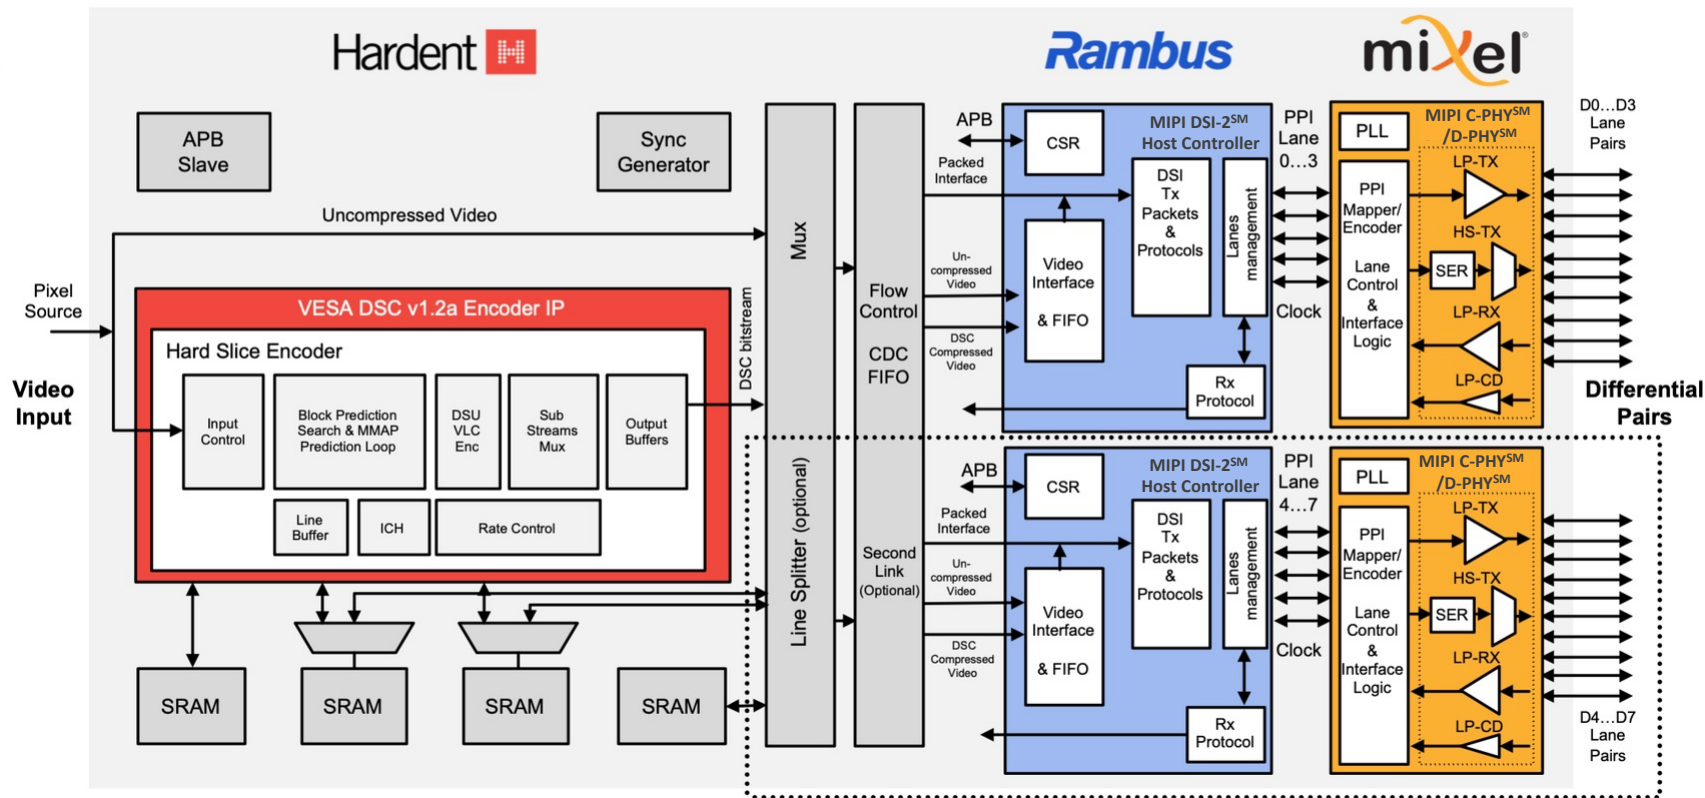 Hardent
Rambus
mixel®
APB
Slave
Sync
Generator
Uncompressed Video
Pixel
Source
Video
Input
VESA DSC v1.2a Encoder IP
Hard Slice Encoder
Input
Control
Block Prediction
Search & MMAP
Prediction Loop
DSU
VLC
Enc
Sub
Streams
Mux
Output
Buffers
Line
Buffer
ICH
Rate Control
DSC bitstream
SRAM
SRAM
SRAM
SRAM
Mux
Line Splitter (optional)
Flow
Control
CDC
FIFO
Second
Link
(Optional)
APB
Packed
Interface
Un-
compressed
Video
DSC
Compressed
Video
CSR
MIPI DSI-2SM
Host Controller
Video
Interface
& FIFO
DSI
Tx
Packets
&
Protocols
Lanes
management
Rx
Protocol
PPI
Lane
0...3
Clock
PLL
MIPI C-PHYSM
/D-PHYSM
PPI
Mapper/
Encoder
Lane
Control
&
Interface
Logic
LP-TX
HS-TX
SER
LP-RX
LP-CD
D0...D3
Lane
Pairs
Differential
Pairs
APB
Packed
Interface
Un-
compressed
Video
DSC
Compressed
Video
CSR
MIPI DSI-2SM
Host Controller
Video
Interface
& FIFO
DSI
Tx
Packets
&
Protocols
Lanes
management
Rx
Protocol
PPI
Lane
4...7
Clock
PLL
MIPI C-PHYSM
/D-PHYSM
PPI
Mapper/
Encoder
Lane
Control
&
Interface
Logic
LP-TX
HS-TX
SER
LP-RX
LP-CD
D4...D7
Lane
Pairs